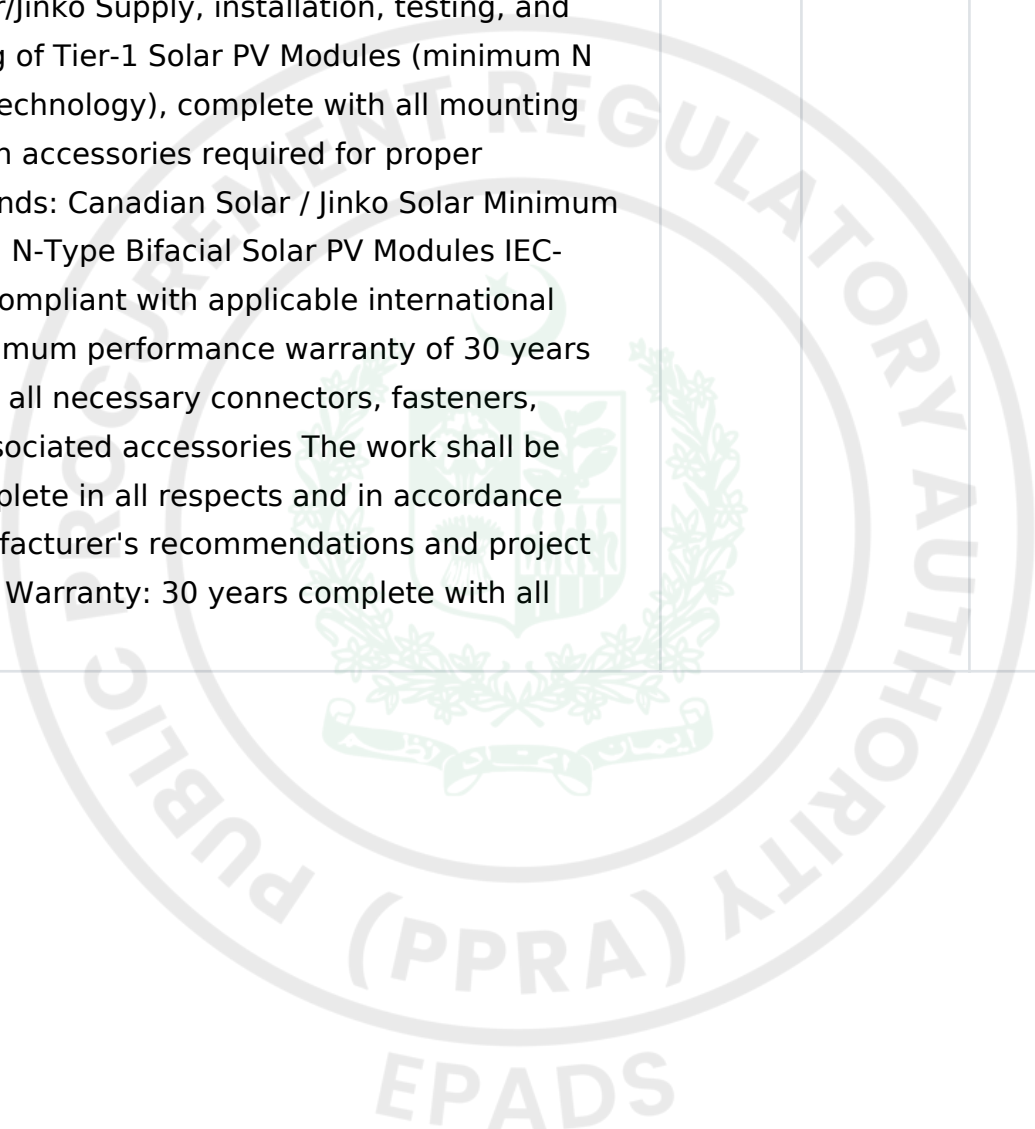 r/Jinko Supply, installation, testing, and
g of Tier-1 Solar PV Modules (minimum N
echnology), complete with all mounting
n accessories required for proper
nds: Canadian Solar / Jinko Solar Minimum
N-Type Bifacial Solar PV Modules IEC-
ompliant with applicable international
mum performance warranty of 30 years
all necessary connectors, fasteners,
sociated accessories The work shall be
plete in all respects and in accordance
facturer's recommendations and project
Warranty: 30 years complete with all
PUBLIC PROCUREMENT REGULATORY AUTHORITY
(PPRA)
EPADS